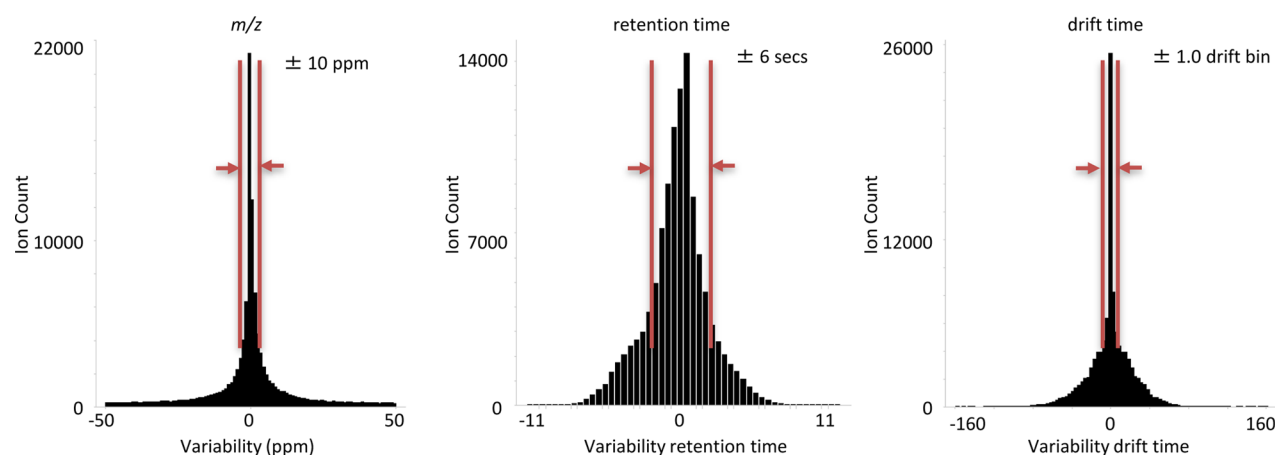 m/z
22000
± 10 ppm
Ion Count
10000
0
-50
0
50
Variability (ppm)
retention time
14000
± 6 secs
Ion Count
7000
0
-11
0
11
Variability retention time
drift time
26000
± 1.0 drift bin
Ion Count
12000
0
-160
0
160
Variability drift time